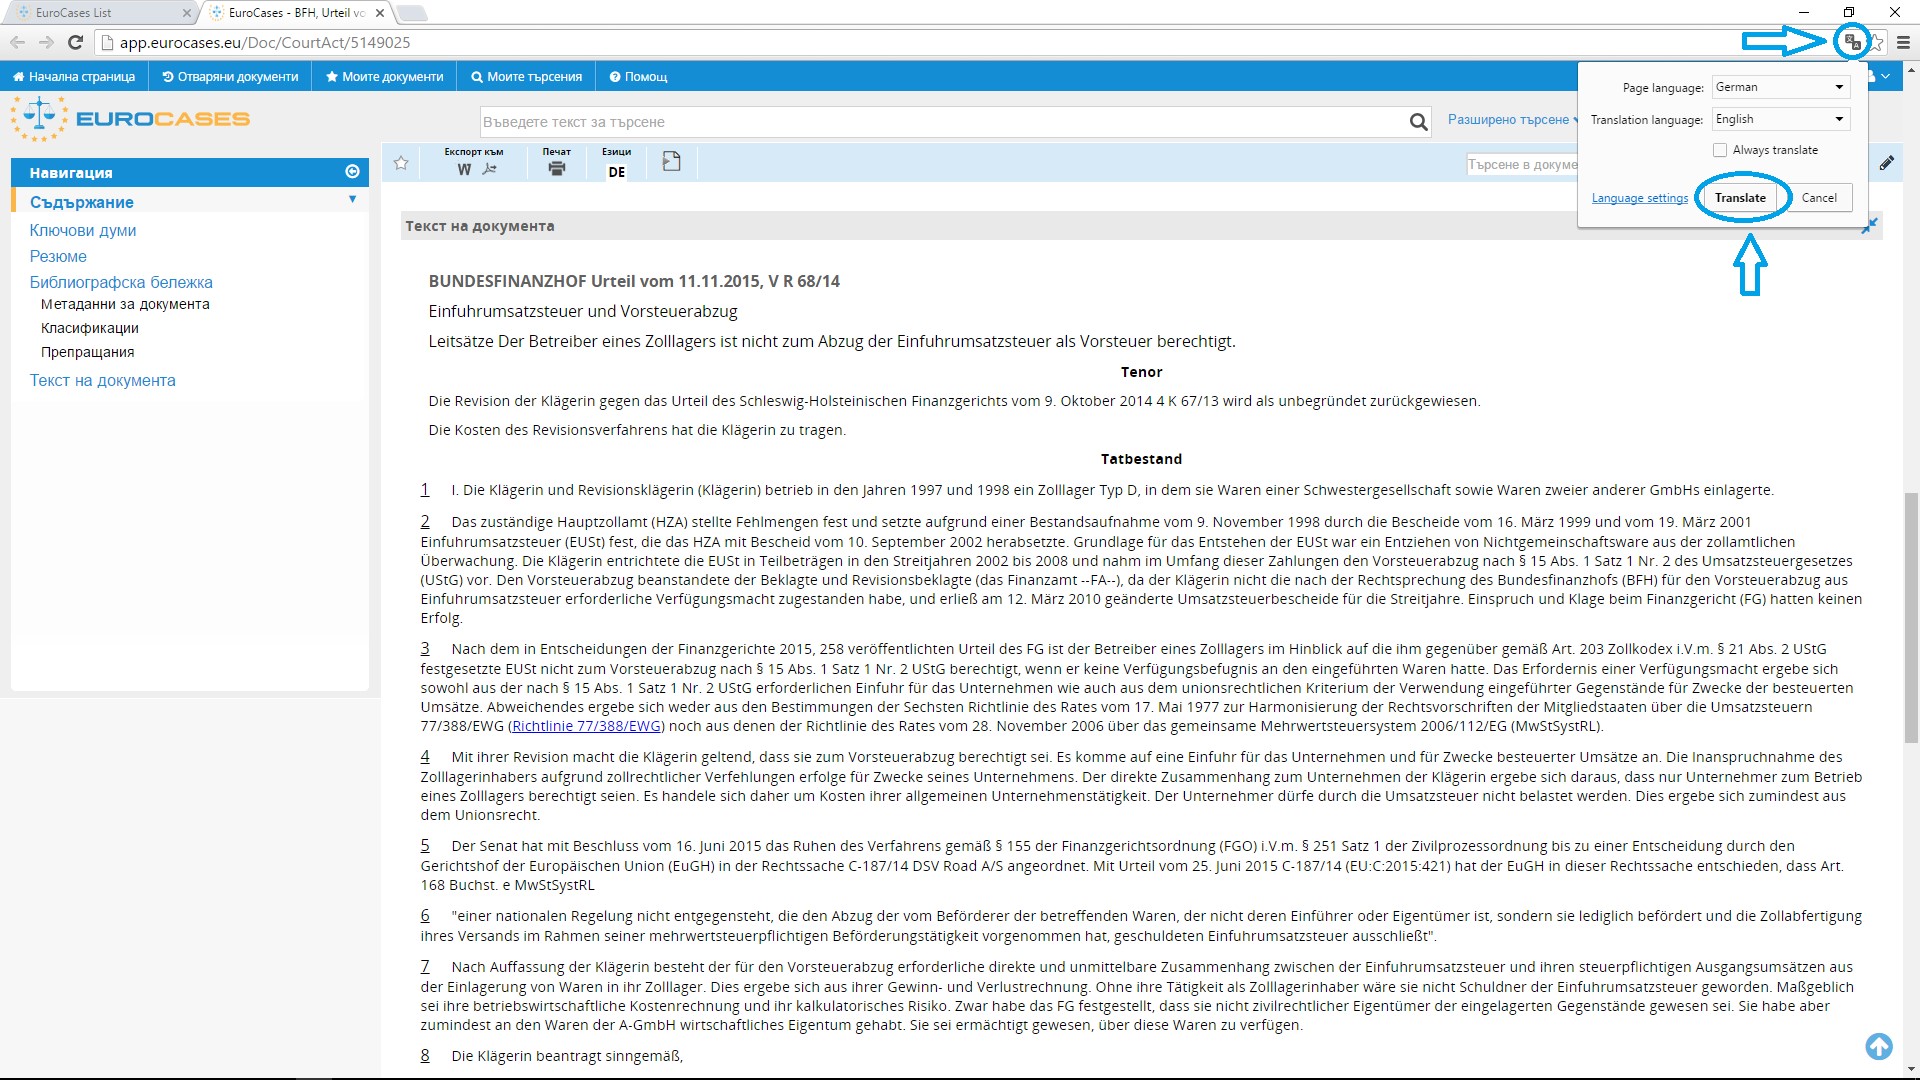 EuroCases List
EuroCases - BFH, Urteil vo
app.eurocases.eu/Doc/CourtAct/5149025
Начална страница
Отваряни документи
Моите документи
Моите търсения
Помощ
Page language:
German
Translation language:
English
Always translate
Language settings
Translate
Cancel
EUROCASES
Въведете текст за търсене
Разширено търсене
Навигация
Съдържание
Ключови думи
Резюме
Библиографска бележка
Метаданни за документа
Класификации
Препращания
Текст на документа
Експорт към
Печат
Езици
DE
Търсене в докуме
Текст на документа
BUNDESFINANZHOF Urteil vom 11.11.2015, V R 68/14
Einfuhrumsatzsteuer und Vorsteuerabzug
Leitsätze Der Betreiber eines Zolllagers ist nicht zum Abzug der Einfuhrumsatzsteuer als Vorsteuer berechtigt.
Tenor
Die Revision der Klägerin gegen das Urteil des Schleswig-Holsteinischen Finanzgerichts vom 9. Oktober 2014 4 K 67/13 wird als unbegründet zurückgewiesen.
Die Kosten des Revisionsverfahrens hat die Klägerin zu tragen.
Tatbestand
1 I. Die Klägerin und Revisionsklägerin (Klägerin) betrieb in den Jahren 1997 und 1998 ein Zolllager Typ D, in dem sie Waren einer Schwestergesellschaft sowie Waren zweier anderer GmbHs einlagerte.
2 Das zuständige Hauptzollamt (HZA) stellte Fehlmengen fest und setzte aufgrund einer Bestandsaufnahme vom 9. November 1998 durch die Bescheide vom 16. März 1999 und vom 19. März 2001
Einfuhrumsatzsteuer (EUSt) fest, die das HZA mit Bescheid vom 10. September 2002 herabsetzte. Grundlage für das Entstehen der EUSt war ein Entziehen von Nichtgemeinschaftsware aus der zollamtlichen
Überwachung. Die Klägerin entrichtete die EUSt in Teilbeträgen in den Streitjahren 2002 bis 2008 und nahm im Umfang dieser Zahlungen den Vorsteuerabzug nach § 15 Abs. 1 Satz 1 Nr. 2 des Umsatzsteuergesetzes
(UStG) vor. Den Vorsteuerabzug beanstandete der Beklagte und Revisionsbeklagte (das Finanzamt --FA--), da der Klägerin nicht die nach der Rechtsprechung des Bundesfinanzhofs (BFH) für den Vorsteuerabzug aus
Einfuhrumsatzsteuer erforderliche Verfügungsmacht zugestanden habe, und erließ am 12. März 2010 geänderte Umsatzsteuerbescheide für die Streitjahre. Einspruch und Klage beim Finanzgericht (FG) hatten keinen
Erfolg.
3 Nach dem in Entscheidungen der Finanzgerichte 2015, 258 veröffentlichten Urteil des FG ist der Betreiber eines Zolllagers im Hinblick auf die ihm gegenüber gemäß Art. 203 Zollkodex i.V.m. § 21 Abs. 2 UStG
festgesetzte EUSt nicht zum Vorsteuerabzug nach § 15 Abs. 1 Satz 1 Nr. 2 UStG berechtigt, wenn er keine Verfügungsbefugnis an den eingeführten Waren hatte. Das Erfordernis einer Verfügungsmacht ergebe sich
sowohl aus der nach § 15 Abs. 1 Satz 1 Nr. 2 UStG erforderlichen Einfuhr für das Unternehmen wie auch aus dem unionsrechtlichen Kriterium der Verwendung eingeführter Gegenstände für Zwecke der besteuerten
Umsätze. Abweichendes ergebe sich weder aus den Bestimmungen der Sechsten Richtlinie des Rates vom 17. Mai 1977 zur Harmonisierung der Rechtsvorschriften der Mitgliedstaaten über die Umsatzsteuern
77/388/EWG (Richtlinie 77/388/EWG) noch aus denen der Richtlinie des Rates vom 28. November 2006 über das gemeinsame Mehrwertsteuersystem 2006/112/EG (MwStSystRL).
4 Mit ihrer Revision macht die Klägerin geltend, dass sie zum Vorsteuerabzug berechtigt sei. Es komme auf eine Einfuhr für das Unternehmen und für Zwecke besteuerter Umsätze an. Die Inanspruchnahme des
Zolllagerinhabers aufgrund zollrechtlicher Verfehlungen erfolge für Zwecke seines Unternehmens. Der direkte Zusammenhang zum Unternehmen der Klägerin ergebe sich daraus, dass nur Unternehmer zum Betrieb
eines Zolllagers berechtigt seien. Es handele sich daher um Kosten ihrer allgemeinen Unternehmenstätigkeit. Der Unternehmer dürfe durch die Umsatzsteuer nicht belastet werden. Dies ergebe sich zumindest aus
dem Unionsrecht.
5 Der Senat hat mit Beschluss vom 16. Juni 2015 das Ruhen des Verfahrens gemäß § 155 der Finanzgerichtsordnung (FGO) i.V.m. § 251 Satz 1 der Zivilprozessordnung bis zu einer Entscheidung durch den
Gerichtshof der Europäischen Union (EuGH) in der Rechtssache C-187/14 DSV Road A/S angeordnet. Mit Urteil vom 25. Juni 2015 C-187/14 (EU:C:2015:421) hat der EuGH in dieser Rechtssache entschieden, dass Art.
168 Buchst. e MwStSystRL
6 "einer nationalen Regelung nicht entgegensteht, die den Abzug der vom Beförderer der betreffenden Waren, der nicht deren Einführer oder Eigentümer ist, sondern sie lediglich befördert und die Zollabfertigung
ihres Versands im Rahmen seiner mehrwertsteuerpflichtigen Beförderungstätigkeit vorgenommen hat, geschuldeten Einfuhrumsatzsteuer ausschließt".
7 Nach Auffassung der Klägerin besteht der für den Vorsteuerabzug erforderliche direkte und unmittelbare Zusammenhang zwischen der Einfuhrumsatzsteuer und ihren steuerpflichtigen Ausgangsumsätzen aus
der Einlagerung von Waren in ihr Zolllager. Dies ergebe sich aus ihrer Gewinn- und Verlustrechnung. Ohne ihre Tätigkeit als Zolllagerinhaber wäre sie nicht Schuldner der Einfuhrumsatzsteuer geworden. Maßgeblich
sei ihre betriebswirtschaftliche Kostenrechnung und ihr kalkulatorisches Risiko. Zwar habe das FG festgestellt, dass sie nicht zivilrechtlicher Eigentümer der eingelagerten Gegenstände gewesen sei. Sie habe aber
zumindest an den Waren der A-GmbH wirtschaftliches Eigentum gehabt. Sie sei ermächtigt gewesen, über diese Waren zu verfügen.
8 Die Klägerin beantragt sinngemäß,